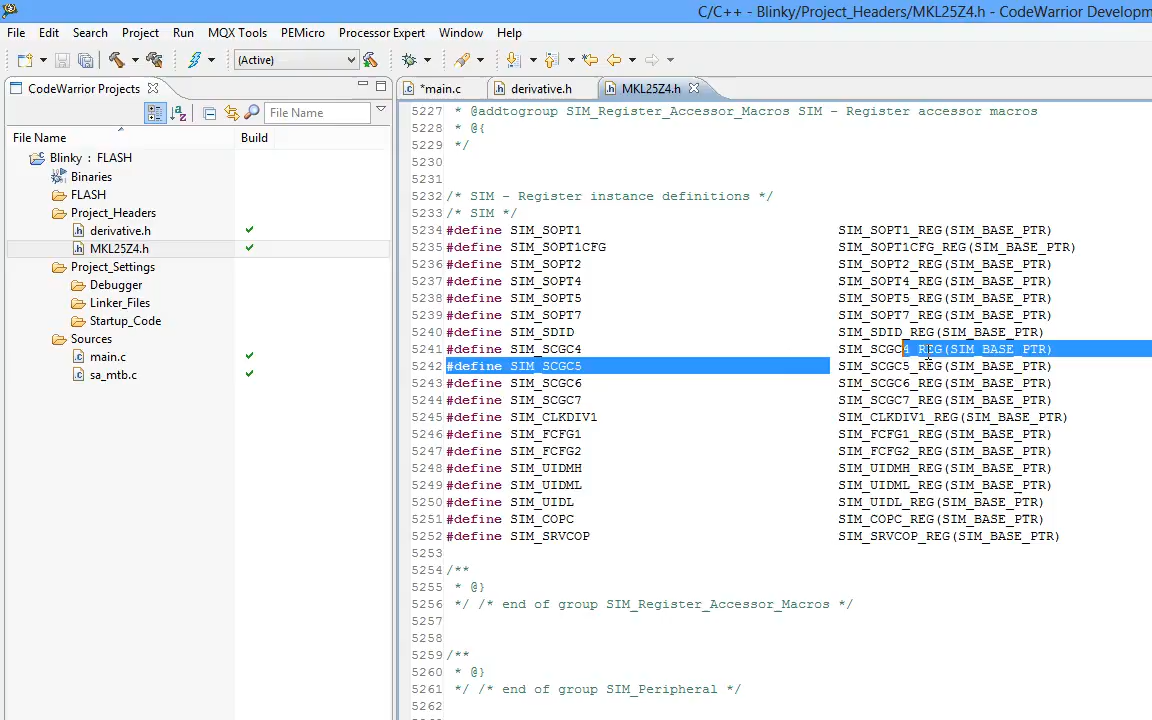 C/C++ - Blinky/Project_Headers/MKL25Z4.h - CodeWarrior Developm
File Edit Search Project Run MQX Tools PEMicro Processor Expert Window Help
(Active)
CodeWarrior Projects
*main.c derivative.h MKL25Z4.h
File Name
File Name Build
Blinky : FLASH
Binaries
FLASH
Project_Headers
derivative.h
MKL25Z4.h
Project_Settings
Debugger
Linker_Files
Startup_Code
Sources
main.c
sa_mtb.c
5227 * @addtogroup SIM_Register_Accessor_Macros SIM - Register accessor macros
5228 * @{
5229 */
5230
5231
5232 /* SIM - Register instance definitions */
5233 /* SIM */
5234 #define SIM_SOPT1 SIM_SOPT1_REG(SIM_BASE_PTR)
5235 #define SIM_SOPT1CFG SIM_SOPT1CFG_REG(SIM_BASE_PTR)
5236 #define SIM_SOPT2 SIM_SOPT2_REG(SIM_BASE_PTR)
5237 #define SIM_SOPT4 SIM_SOPT4_REG(SIM_BASE_PTR)
5238 #define SIM_SOPT5 SIM_SOPT5_REG(SIM_BASE_PTR)
5239 #define SIM_SOPT7 SIM_SOPT7_REG(SIM_BASE_PTR)
5240 #define SIM_SDID SIM_SDID_REG(SIM_BASE_PTR)
5241 #define SIM_SCGC4 SIM_SCGC4_REG(SIM_BASE_PTR)
5242 #define SIM_SCGC5 SIM_SCGC5_REG(SIM_BASE_PTR)
5243 #define SIM_SCGC6 SIM_SCGC6_REG(SIM_BASE_PTR)
5244 #define SIM_SCGC7 SIM_SCGC7_REG(SIM_BASE_PTR)
5245 #define SIM_CLKDIV1 SIM_CLKDIV1_REG(SIM_BASE_PTR)
5246 #define SIM_FCFG1 SIM_FCFG1_REG(SIM_BASE_PTR)
5247 #define SIM_FCFG2 SIM_FCFG2_REG(SIM_BASE_PTR)
5248 #define SIM_UIDMH SIM_UIDMH_REG(SIM_BASE_PTR)
5249 #define SIM_UIDML SIM_UIDML_REG(SIM_BASE_PTR)
5250 #define SIM_UIDL SIM_UIDL_REG(SIM_BASE_PTR)
5251 #define SIM_COPC SIM_COPC_REG(SIM_BASE_PTR)
5252 #define SIM_SRVCOP SIM_SRVCOP_REG(SIM_BASE_PTR)
5253
5254 /**
5255 * @}
5256 */ /* end of group SIM_Register_Accessor_Macros */
5257
5258
5259 /**
5260 * @}
5261 */ /* end of group SIM_Peripheral */
5262